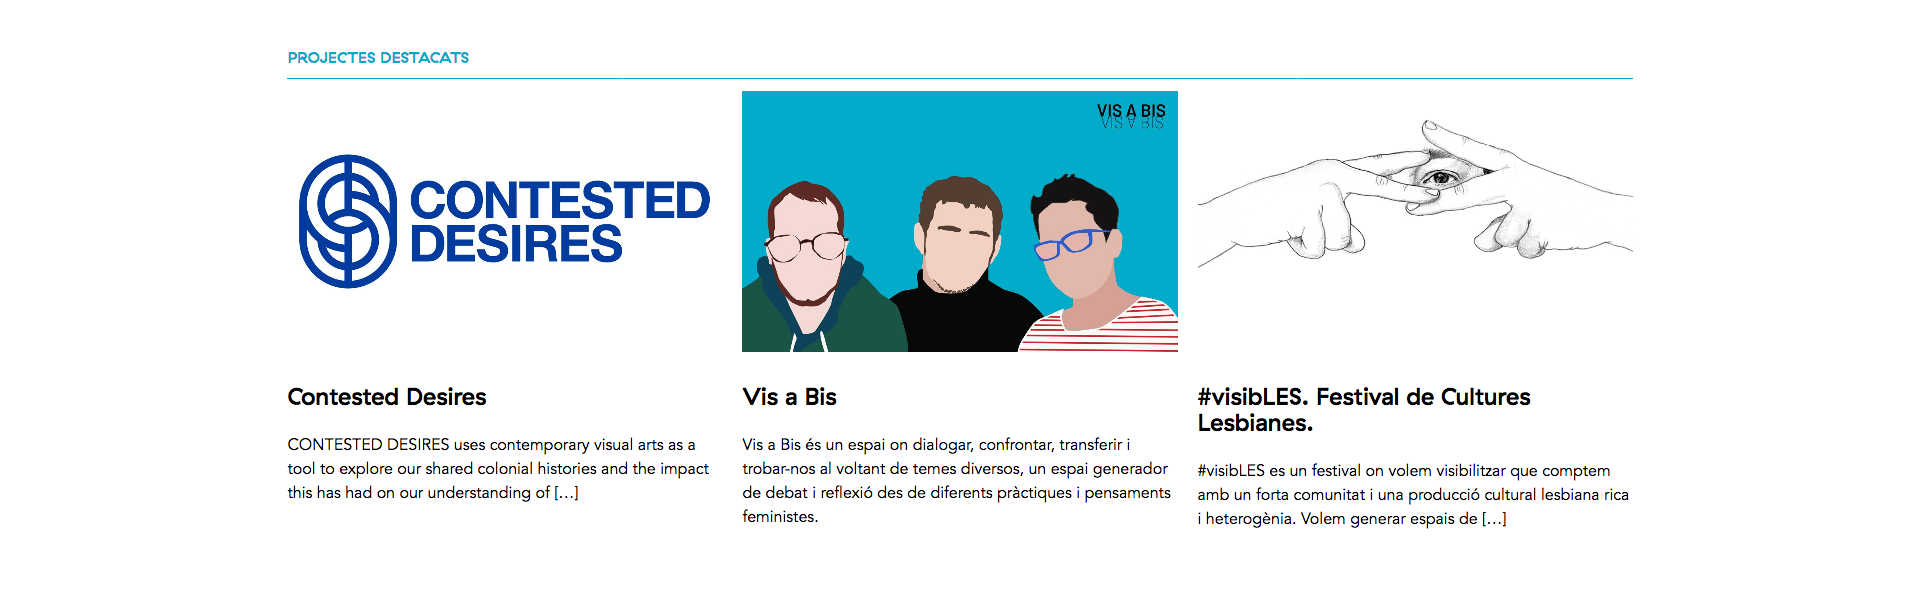 PROJECTES DESTACATS
CONTESTED
DESIRES
VIS A BIS
VIS A BIS
Contested Desires
CONTESTED DESIRES uses contemporary visual arts as a
tool to explore our shared colonial histories and the impact
this has had on our understanding of […]
Vis a Bis
Vis a Bis és un espai on dialogar, confrontar, transferir i
trobar-nos al voltant de temes diversos, un espai generador
de debat i reflexió des de diferents pràctiques i pensaments
feministes.
#visibLES. Festival de Cultures
Lesbianes.
#visibLES es un festival on volem visibilitzar que comptem
amb un forta comunitat i una producció cultural lesbiana rica
i heterogènia. Volem generar espais de […]